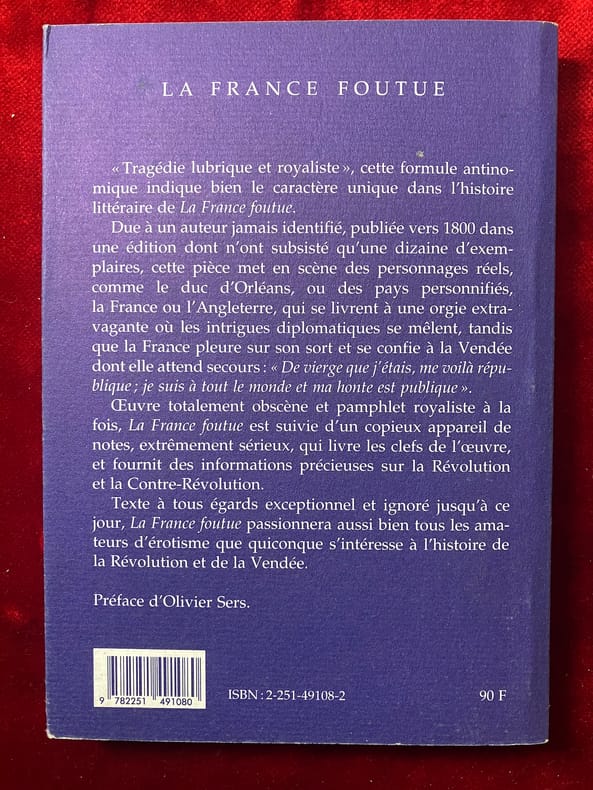 LA FRANCE FOUTUE
« Tragédie lubrique et royaliste », cette formule antino-
mique indique bien le caractère unique dans l'histoire
littéraire de La France foutue.
Due à un auteur jamais identifié, publiée vers 1800 dans
une édition dont n'ont subsisté qu'une dizaine d'exem-
plaires, cette pièce met en scène des personnages réels,
comme le duc d'Orléans, ou des pays personnifiés,
la France ou l'Angleterre, qui se livrent à une orgie extra-
vagante où les intrigues diplomatiques se mêlent, tandis
que la France pleure sur son sort et se confie à la Vendée
dont elle attend secours : « De vierge que j'étais, me voilà répu-
blique ; je suis à tout le monde et ma honte est publique ».
Œuvre totalement obscène et pamphlet royaliste à la
fois, La France foutue est suivie d'un copieux appareil de
notes, extrêmement sérieux, qui livre les clefs de l'œuvre,
et fournit des informations précieuses sur la Révolution
et la Contre-Révolution.
Texte à tous égards exceptionnel et ignoré jusqu'à ce
jour, La France foutue passionnera aussi bien tous les ama-
teurs d'érotisme que quiconque s'intéresse à l'histoire de
la Révolution et de la Vendée.
Préface d'Olivier Sers.
9 782251 491080
ISBN : 2-251-49108-2
90 F